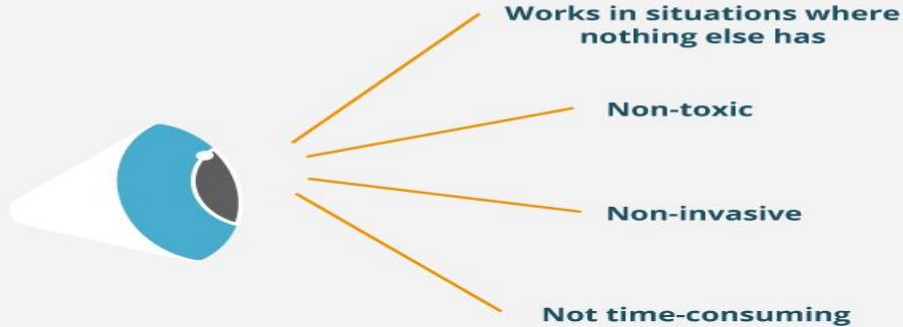 Works in situations where
nothing else has
Non-toxic
Non-invasive
Not time-consuming